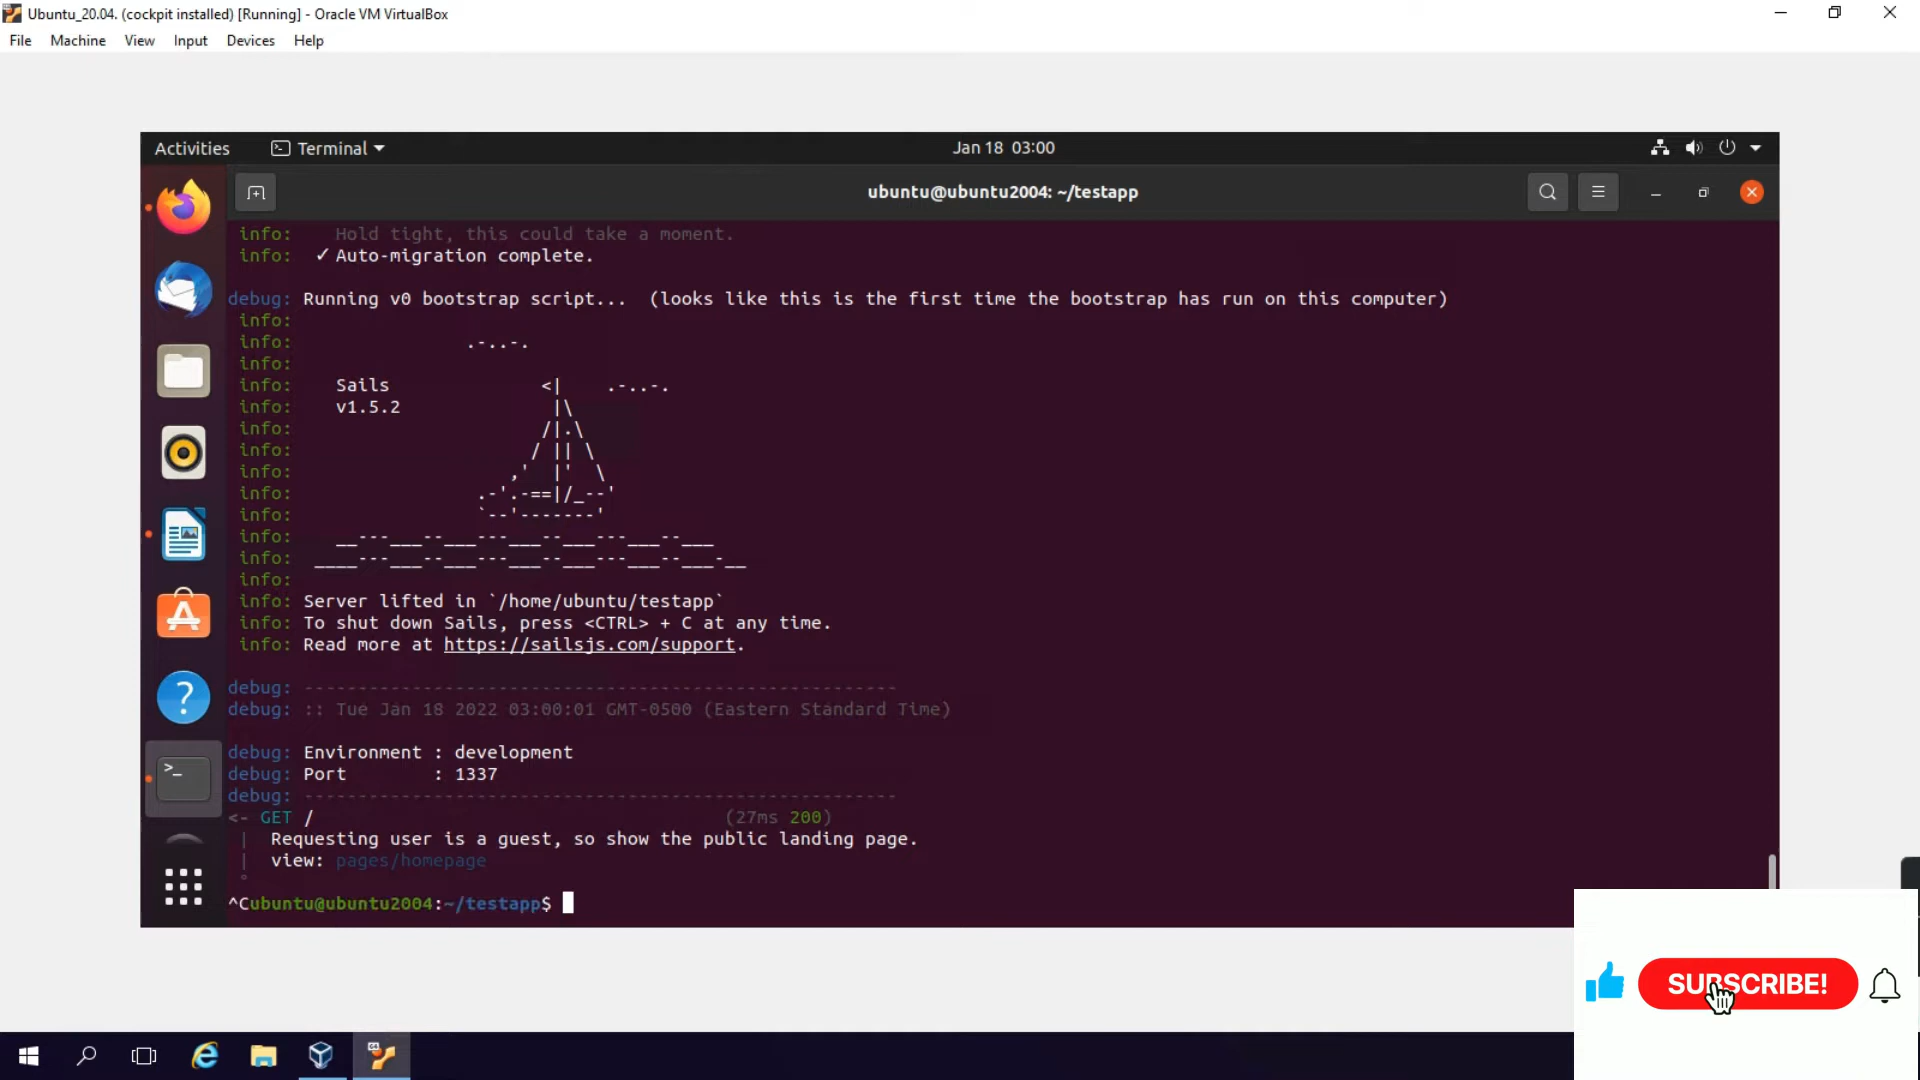 Ubuntu_20.04. (cockpit installed) [Running] - Oracle VM VirtualBox
File Machine View Input Devices Help
Activities Terminal Jan 18 03:00
ubuntu@ubuntu2004: ~/testapp
info: Hold tight, this could take a moment.
info: ✓ Auto-migration complete.
debug: Running v0 bootstrap script... (looks like this is the first time the bootstrap has run on this computer)
info:
info: .-..-.
info:
info: Sails <| .-..-.
info: v1.5.2 |\
info: /|.\
info: / || \
info: ,' |' \
info: .-'.-==|/_--'
info: `--'-------'
info: __---___--___---___--___---___--___
info: ____---___--___---___--___---___--___-__
info:
info: Server lifted in `/home/ubuntu/testapp`
info: To shut down Sails, press <CTRL> + C at any time.
info: Read more at https://sailsjs.com/support.
debug: -------------------------------------------------------
debug: :: Tue Jan 18 2022 03:00:01 GMT-0500 (Eastern Standard Time)
debug: Environment : development
debug: Port : 1337
debug: -------------------------------------------------------
<- GET / (27ms 200)
| Requesting user is a guest, so show the public landing page.
| view: pages/homepage
°
^Cubuntu@ubuntu2004:~/testapp$
SUBSCRIBE!